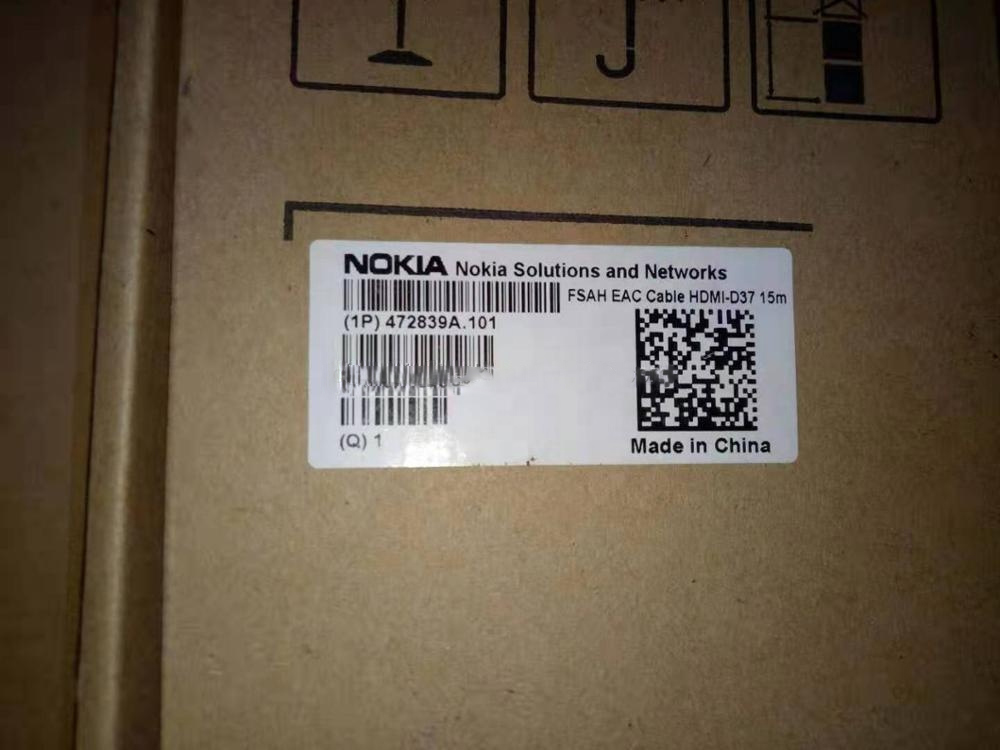 NOKIA Nokia Solutions and Networks
FSAH EAC Cable HDMI-D37 15m
(1P) 472839A.101
(Q) 1
Made in China